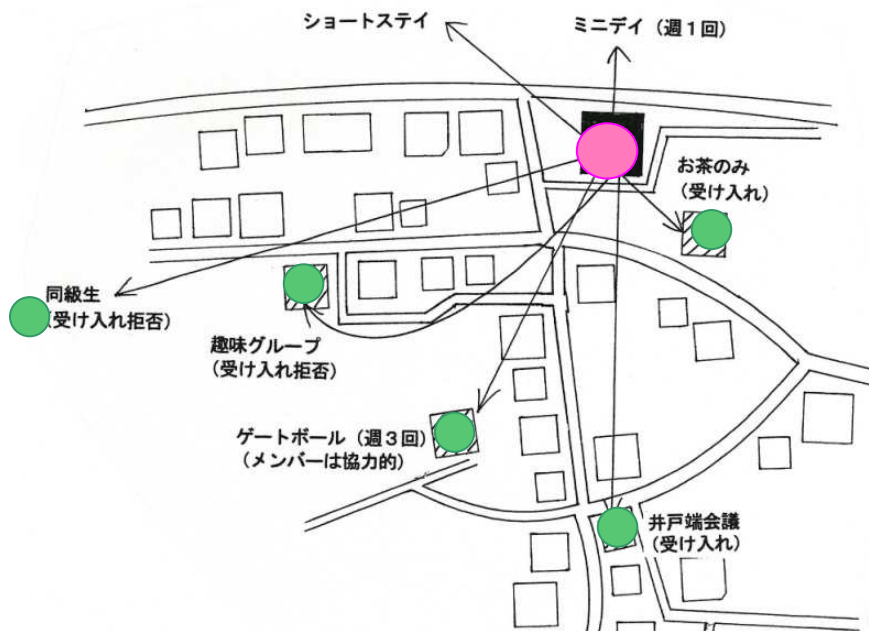 ショートステイ
ミニデイ（週１回）
お茶のみ
（受け入れ）
同級生
（受け入れ拒否）
趣味グループ
（受け入れ拒否）
ゲートボール（週３回）
（メンバーは協力的）
井戸端会議
（受け入れ）